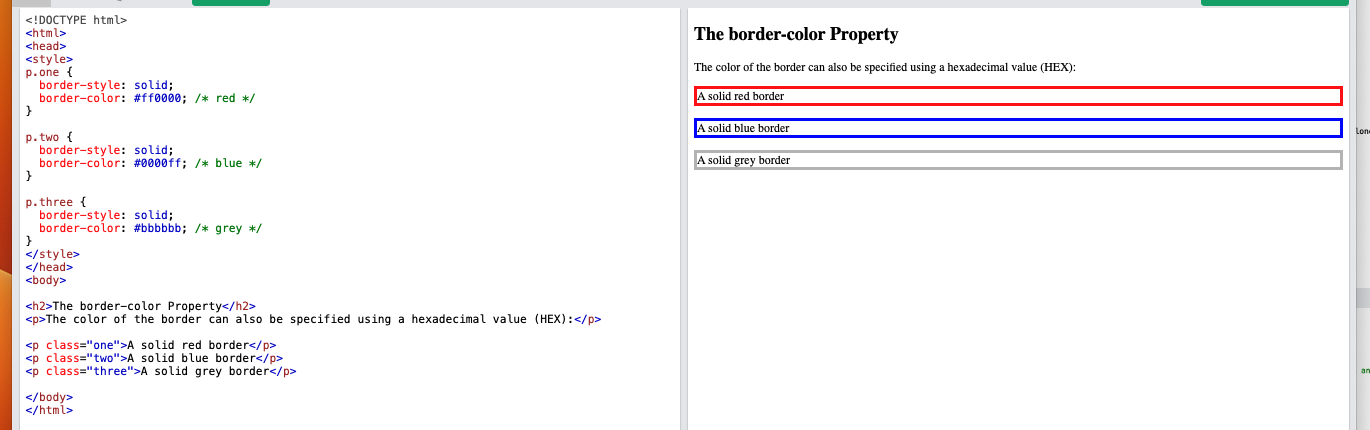 <!DOCTYPE html>
<html>
<head>
<style>
p.one {
  border-style: solid;
  border-color: #ff0000; /* red */
}

p.two {
  border-style: solid;
  border-color: #0000ff; /* blue */
}

p.three {
  border-style: solid;
  border-color: #bbbbbb; /* grey */
}
</style>
</head>
<body>

<h2>The border-color Property</h2>
<p>The color of the border can also be specified using a hexadecimal value (HEX):</p>

<p class="one">A solid red border</p>
<p class="two">A solid blue border</p>
<p class="three">A solid grey border</p>

</body>
</html>
The border-color Property
The color of the border can also be specified using a hexadecimal value (HEX):
A solid red border
A solid blue border
A solid grey border